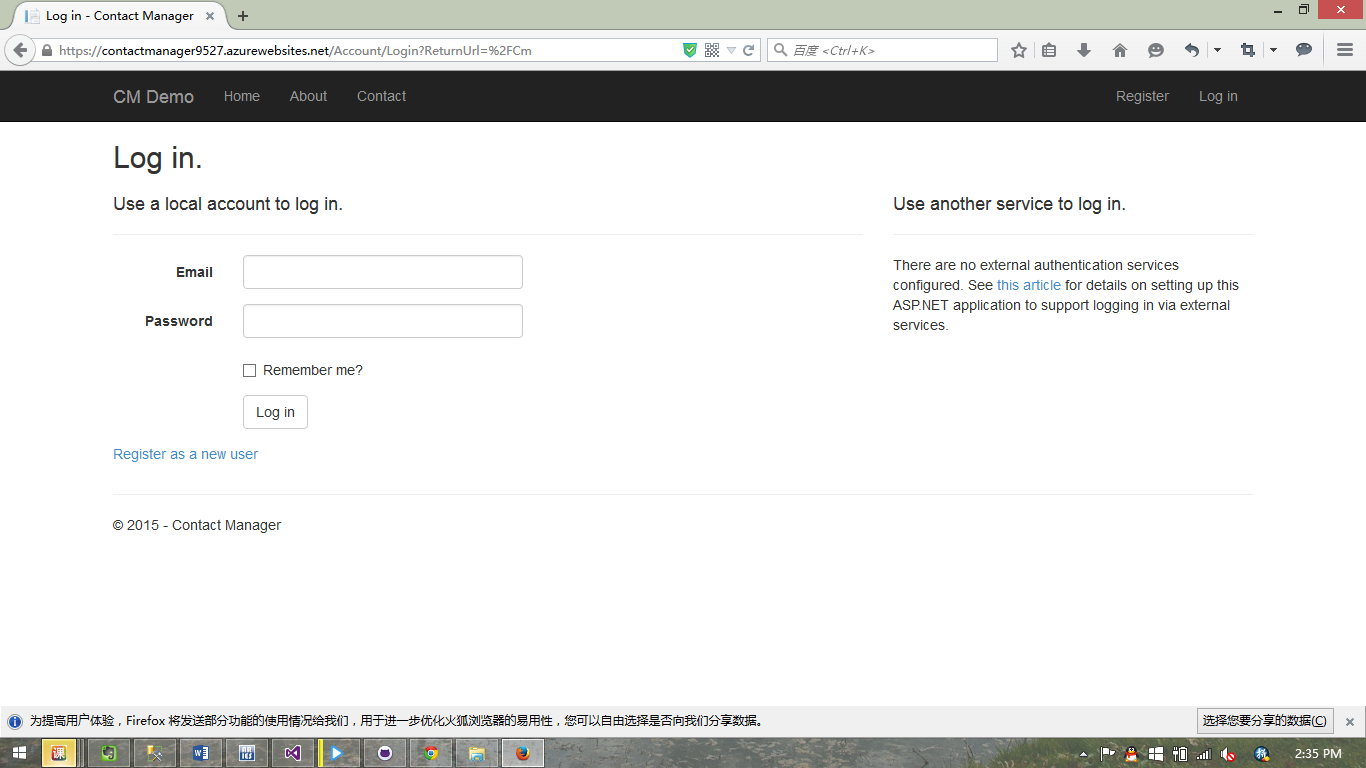 Log in - Contact Manager
https://contactmanager9527.azurewebsites.net/Account/Login?ReturnUrl=%2FCm
百度 <Ctrl+K>
CM Demo Home About Contact Register Log in
Log in.
Use a local account to log in.
Email
Password
Remember me?
Log in
Register as a new user
Use another service to log in.
There are no external authentication services
configured. See this article for details on setting up this
ASP.NET application to support logging in via external
services.
© 2015 - Contact Manager
为提高用户体验，Firefox 将发送部分功能的使用情况给我们，用于进一步优化火狐浏览器的易用性，您可以自由选择是否向我们分享数据。
选择您要分享的数据(C)
2:35 PM